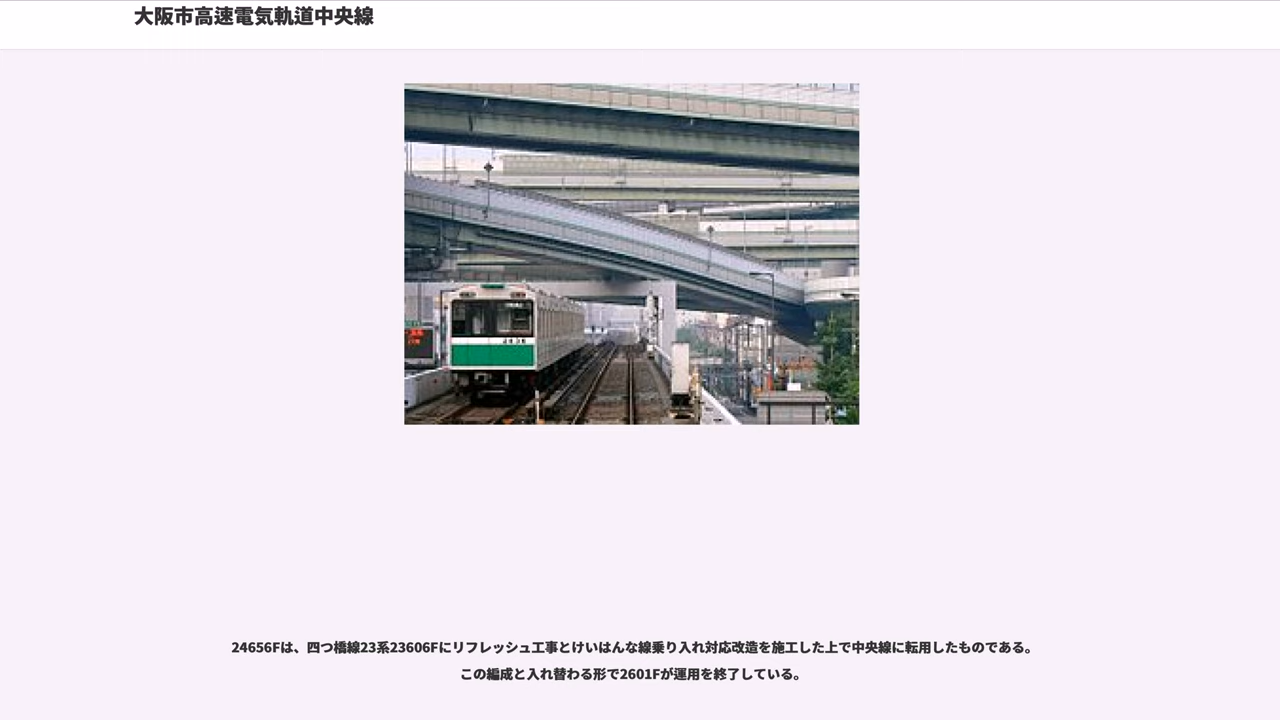 大阪市高速電気軌道中央線
24656Fは、四つ橋線23系23606Fにリフレッシュ工事とけいはんな線乗り入れ対応改造を施工した上で中央線に転用したものである。
この編成と入れ替わる形で2601Fが運用を終了している。